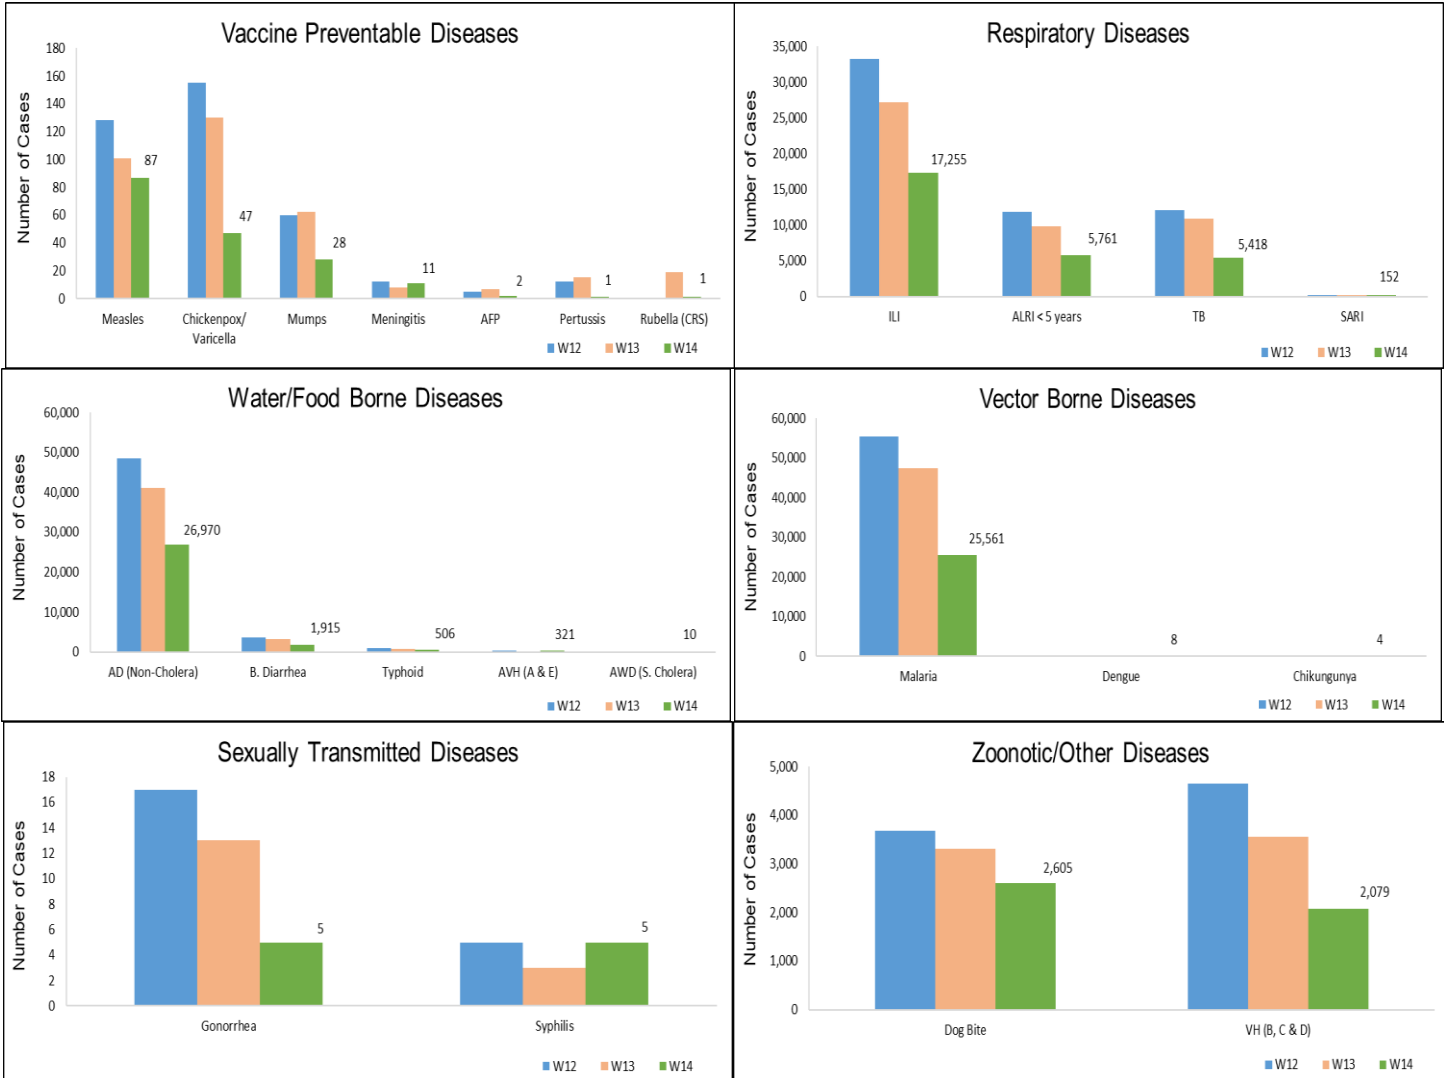 Vaccine Preventable Diseases
Number of Cases
180
160
140
120
100
80
60
40
20
0
87
47
28
11
2
1
1
Measles
Chickenpox/
Varicella
Mumps
Meningitis
AFP
Pertussis
Rubella (CRS)
W12 W13 W14
Respiratory Diseases
Number of Cases
35,000
30,000
25,000
20,000
15,000
10,000
5,000
0
17,255
5,761
5,418
152
ILI
ALRI < 5 years
TB
SARI
W12 W13 W14
Water/Food Borne Diseases
Number of Cases
60,000
50,000
40,000
30,000
20,000
10,000
0
26,970
1,915
506
321
10
AD (Non-Cholera)
B. Diarrhea
Typhoid
AVH (A & E)
AWD (S. Cholera)
W12 W13 W14
Vector Borne Diseases
Number of Cases
60,000
50,000
40,000
30,000
20,000
10,000
0
25,561
8
4
Malaria
Dengue
Chikungunya
W12 W13 W14
Sexually Transmitted Diseases
Number of Cases
18
16
14
12
10
8
6
4
2
0
5
5
Gonorrhea
Syphilis
W12 W13 W14
Zoonotic/Other Diseases
Number of Cases
5,000
4,000
3,000
2,000
1,000
0
2,605
2,079
Dog Bite
VH (B, C & D)
W12 W13 W14